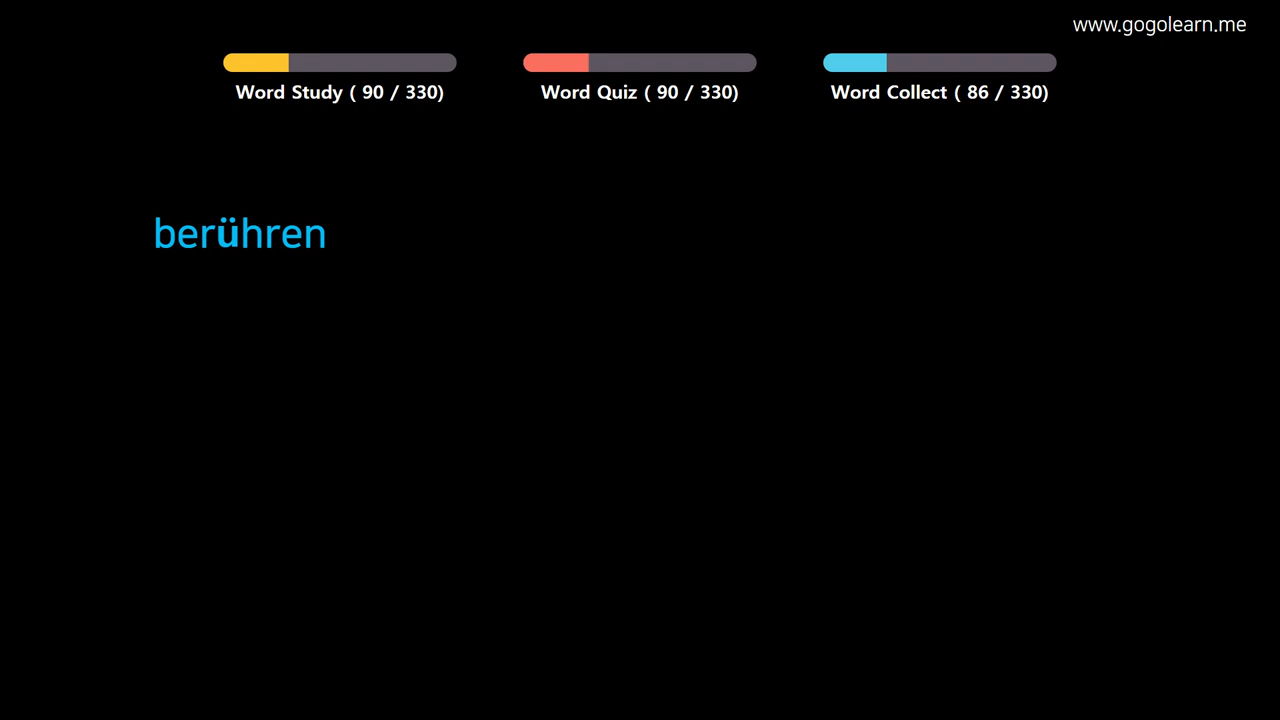 www.gogolearn.me
Word Study ( 90 / 330)
Word Quiz ( 90 / 330)
Word Collect ( 86 / 330)
berühren